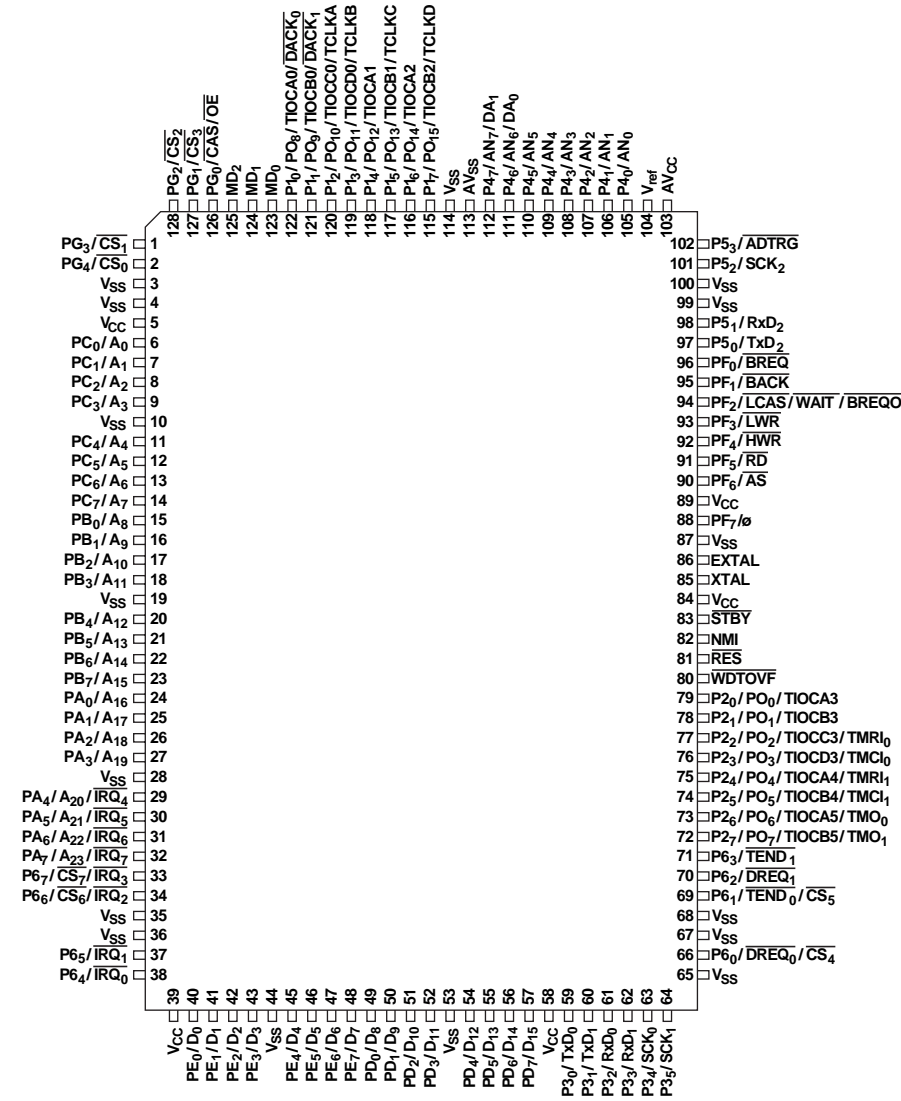 PG2/CS2
PG1/CS3
PG0/CAS/OE
MD2
MD1
MD0
P10/PO8/TIOCA0/DACK0
P11/PO9/TIOCB0/DACK1
P12/PO10/TIOCC0/TCLKA
P13/PO11/TIOCD0/TCLKB
P14/PO12/TIOCA1
P15/PO13/TIOCB1/TCLKC
P16/PO14/TIOCA2
P17/PO15/TIOCB2/TCLKD
VSS
AVSS
P47/AN7/DA1
P46/AN6/DA0
P45/AN5
P44/AN4
P43/AN3
P42/AN2
P41/AN1
P40/AN0
Vref
AVCC
128 127 126 125 124 123 122 121 120 119 118 117 116 115 114 113 112 111 110 109 108 107 106 105 104 103
PG3/CS1 1
PG4/CS0 2
VSS 3
VSS 4
VCC 5
PC0/A0 6
PC1/A1 7
PC2/A2 8
PC3/A3 9
VSS 10
PC4/A4 11
PC5/A5 12
PC6/A6 13
PC7/A7 14
PB0/A8 15
PB1/A9 16
PB2/A10 17
PB3/A11 18
VSS 19
PB4/A12 20
PB5/A13 21
PB6/A14 22
PB7/A15 23
PA0/A16 24
PA1/A17 25
PA2/A18 26
PA3/A19 27
VSS 28
PA4/A20/IRQ4 29
PA5/A21/IRQ5 30
PA6/A22/IRQ6 31
PA7/A23/IRQ7 32
P67/CS7/IRQ3 33
P66/CS6/IRQ2 34
VSS 35
VSS 36
P65/IRQ1 37
P64/IRQ0 38
102 P53/ADTRG
101 P52/SCK2
100 VSS
99 VSS
98 P51/RxD2
97 P50/TxD2
96 PF0/BREQ
95 PF1/BACK
94 PF2/LCAS/WAIT/BREQO
93 PF3/LWR
92 PF4/HWR
91 PF5/RD
90 PF6/AS
89 VCC
88 PF7/ø
87 VSS
86 EXTAL
85 XTAL
84 VCC
83 STBY
82 NMI
81 RES
80 WDTOVF
79 P20/PO0/TIOCA3
78 P21/PO1/TIOCB3
77 P22/PO2/TIOCC3/TMRI0
76 P23/PO3/TIOCD3/TMCI0
75 P24/PO4/TIOCA4/TMRI1
74 P25/PO5/TIOCB4/TMCI1
73 P26/PO6/TIOCA5/TMO0
72 P27/PO7/TIOCB5/TMO1
71 P63/TEND1
70 P62/DREQ1
69 P61/TEND0/CS5
68 VSS
67 VSS
66 P60/DREQ0/CS4
65 VSS
39 40 41 42 43 44 45 46 47 48 49 50 51 52 53 54 55 56 57 58 59 60 61 62 63 64
VCC
PE0/D0
PE1/D1
PE2/D2
PE3/D3
VSS
PE4/D4
PE5/D5
PE6/D6
PE7/D7
PD0/D8
PD1/D9
PD2/D10
PD3/D11
VSS
PD4/D12
PD5/D13
PD6/D14
PD7/D15
VCC
P30/TxD0
P31/TxD1
P32/RxD0
P33/RxD1
P34/SCK0
P35/SCK1